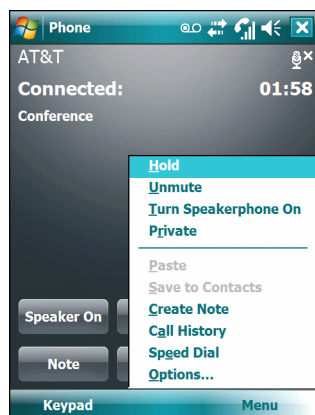 Phone
AT&T
Connected: 01:58
Conference
Hold
Unmute
Turn Speakerphone On
Private
Paste
Save to Contacts
Create Note
Call History
Speed Dial
Options...
Speaker On
Note
Keypad Menu